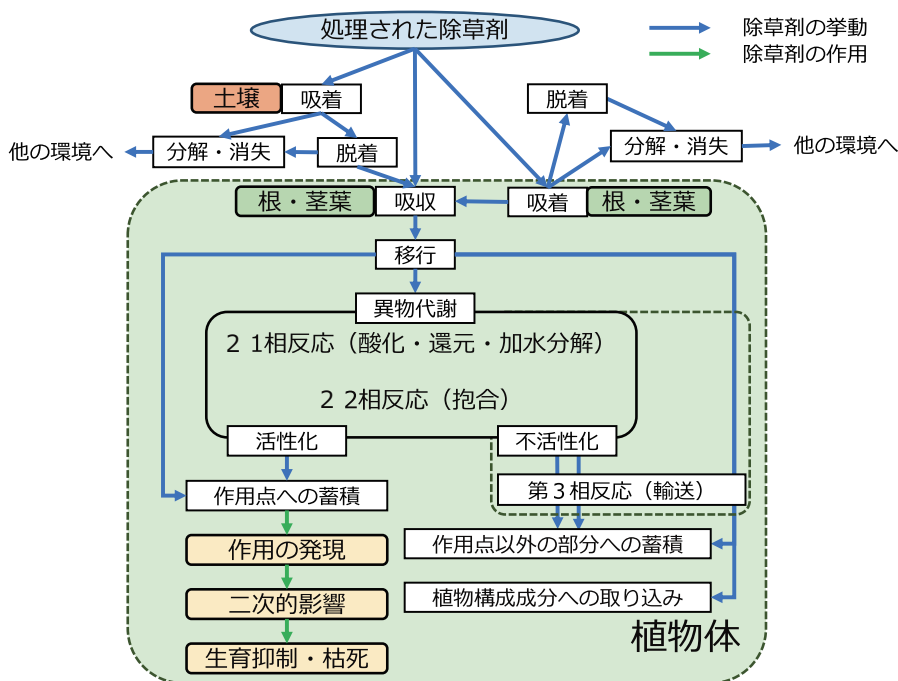 処理された除草剤
除草剤の挙動
除草剤の作用
土壌
吸着
脱着
分解・消失
他の環境へ
他の環境へ
分解・消失
脱着
根・茎葉
吸収
吸着
根・茎葉
移行
異物代謝
2 1相反応（酸化・還元・加水分解）
2 2相反応（抱合）
活性化
不活性化
作用点への蓄積
第３相反応（輸送）
作用の発現
作用点以外の部分への蓄積
二次的影響
植物構成成分への取り込み
生育抑制・枯死
植物体